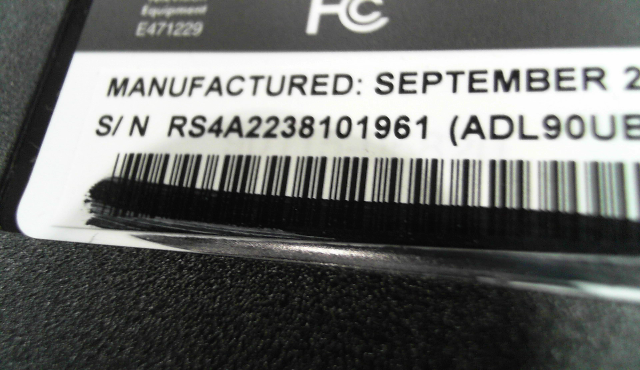 Equipment
E471229
FC
MANUFACTURED: SEPTEMBER 2
S/N RS4A2238101961 (ADL90UB